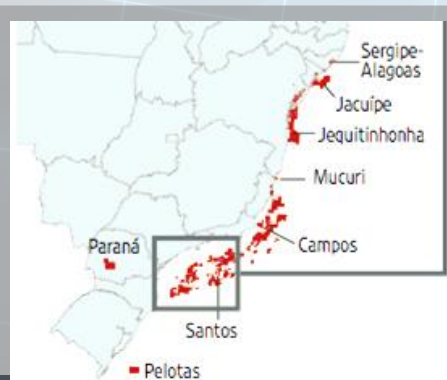 Sergipe-
Alagoas
Jacuípe
Jequitinhonha
Mucuri
Campos
Paraná
Santos
Pelotas